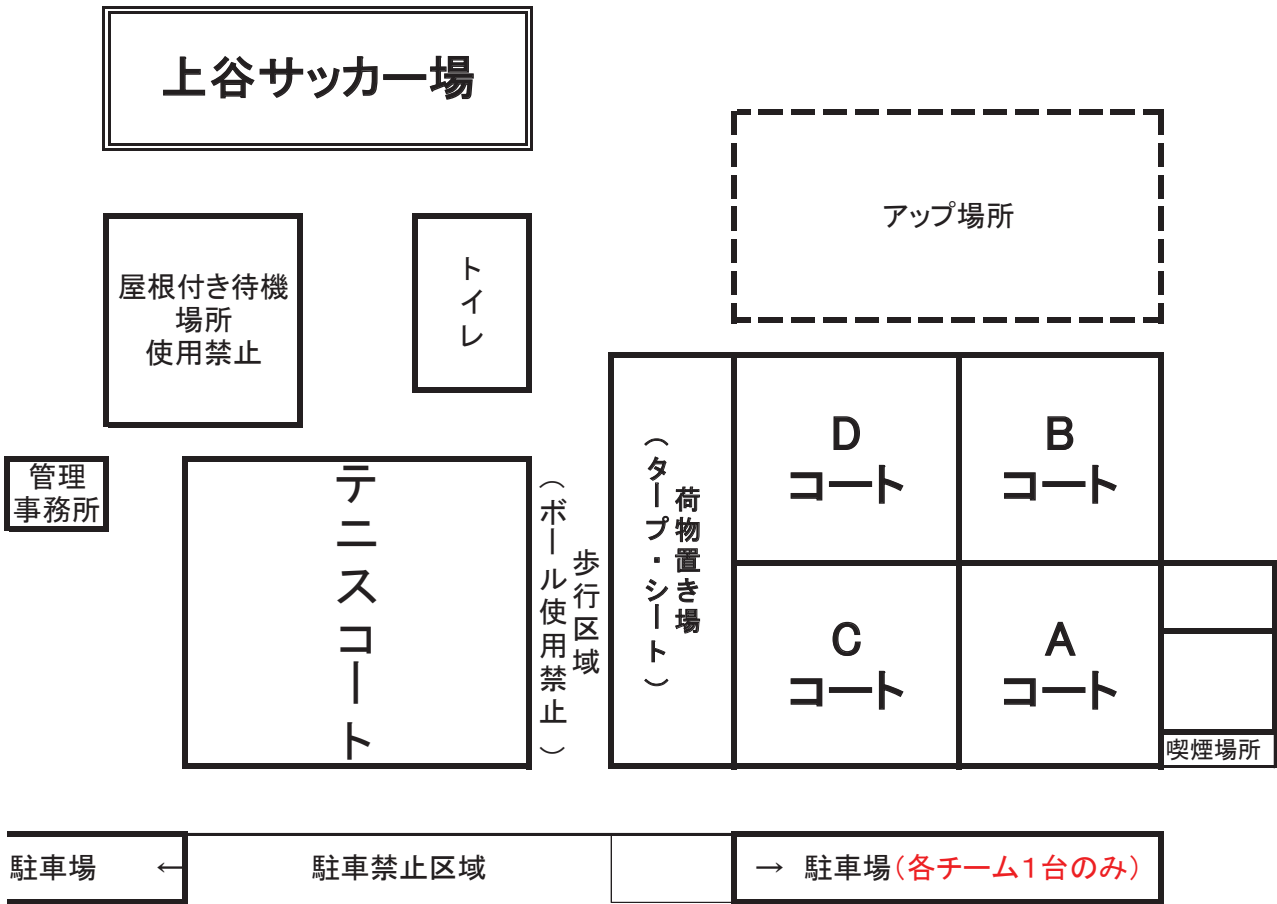 上谷サッカー場
アップ場所
屋根付き待機
場所
使用禁止
トイレ
管理
事務所
テニスコート
歩行区域
（ボール使用禁止）
荷物置き場
（タープ・シート）
D
コート
B
コート
C
コート
A
コート
喫煙場所
駐車場 ←
駐車禁止区域
→ 駐車場(各チーム１台のみ)